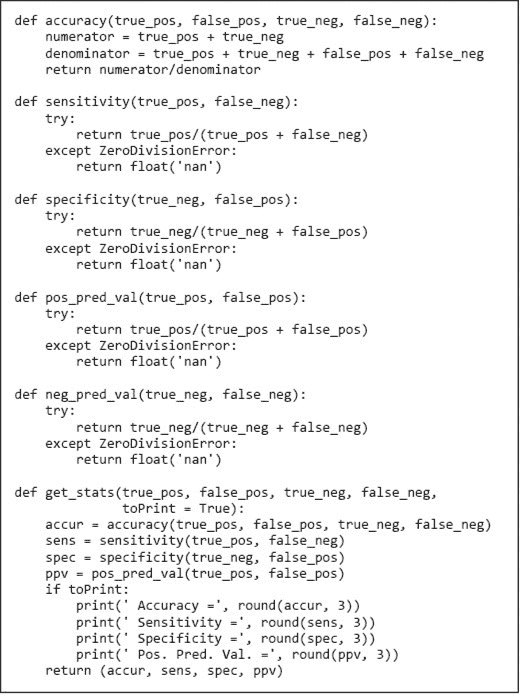 def accuracy(true_pos, false_pos, true_neg, false_neg):
    numerator = true_pos + true_neg
    denominator = true_pos + true_neg + false_pos + false_neg
    return numerator/denominator

def sensitivity(true_pos, false_neg):
    try:
        return true_pos/(true_pos + false_neg)
    except ZeroDivisionError:
        return float('nan')

def specificity(true_neg, false_pos):
    try:
        return true_neg/(true_neg + false_pos)
    except ZeroDivisionError:
        return float('nan')

def pos_pred_val(true_pos, false_pos):
    try:
        return true_pos/(true_pos + false_pos)
    except ZeroDivisionError:
        return float('nan')

def neg_pred_val(true_neg, false_neg):
    try:
        return true_neg/(true_neg + false_neg)
    except ZeroDivisionError:
        return float('nan')

def get_stats(true_pos, false_pos, true_neg, false_neg,
              toPrint = True):
    accur = accuracy(true_pos, false_pos, true_neg, false_neg)
    sens = sensitivity(true_pos, false_neg)
    spec = specificity(true_neg, false_pos)
    ppv = pos_pred_val(true_pos, false_pos)
    if toPrint:
        print(' Accuracy =', round(accur, 3))
        print(' Sensitivity =', round(sens, 3))
        print(' Specificity =', round(spec, 3))
        print(' Pos. Pred. Val. =', round(ppv, 3))
    return (accur, sens, spec, ppv)